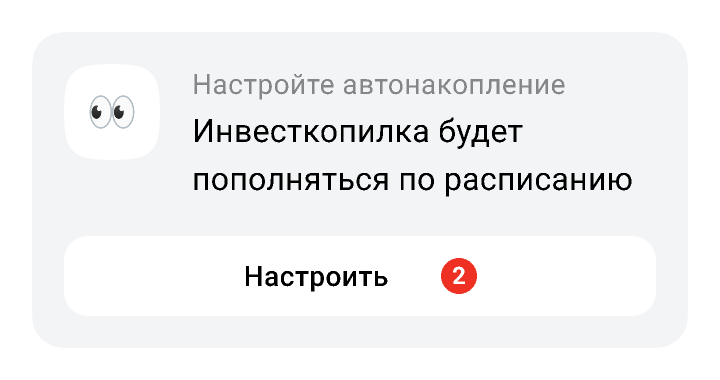 Настройте автонакопление
Инвесткопилка будет
пополняться по расписанию
Настроить 2